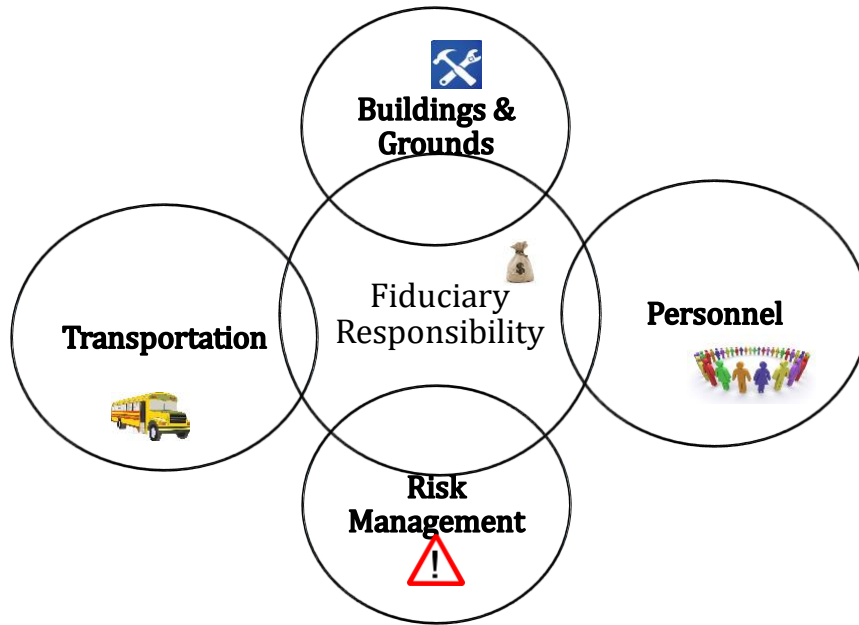 Buildings &
Grounds
Fiduciary
Responsibility
Transportation
Personnel
Risk
Management
$
!